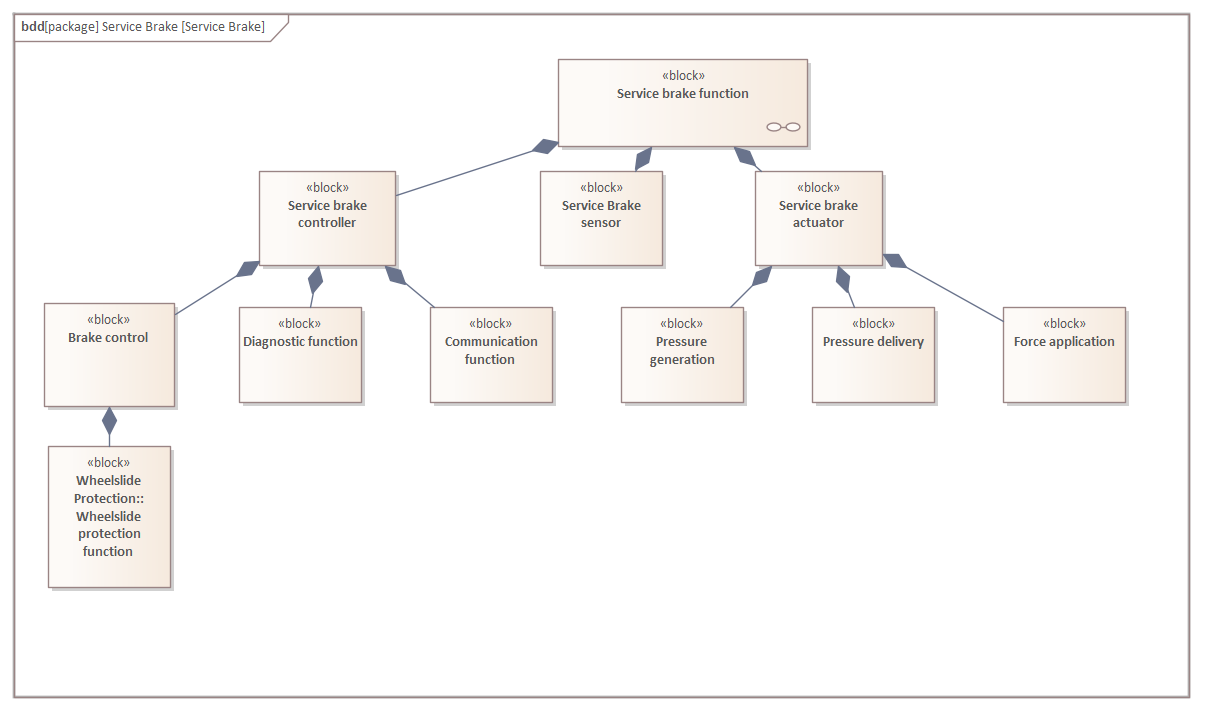 bdd[package] Service Brake [Service Brake]
«block»
Service brake function
«block»
Service brake
controller
«block»
Service Brake
sensor
«block»
Service brake
actuator
«block»
Brake control
«block»
Diagnostic function
«block»
Communication
function
«block»
Pressure
generation
«block»
Pressure delivery
«block»
Force application
«block»
Wheelslide
Protection::
Wheelslide
protection
function